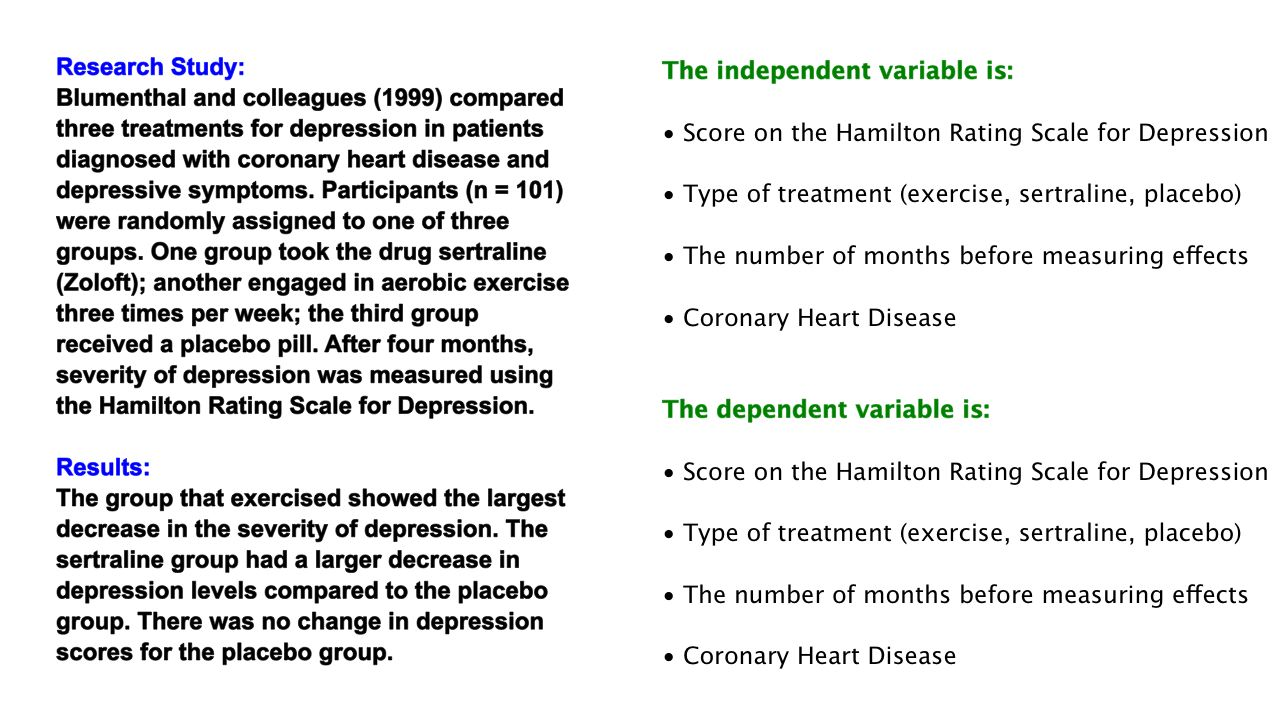 Research Study:
Blumenthal and colleagues (1999) compared
three treatments for depression in patients
diagnosed with coronary heart disease and
depressive symptoms. Participants (n = 101)
were randomly assigned to one of three
groups. One group took the drug sertraline
(Zoloft); another engaged in aerobic exercise
three times per week; the third group
received a placebo pill. After four months,
severity of depression was measured using
the Hamilton Rating Scale for Depression.
Results:
The group that exercised showed the largest
decrease in the severity of depression. The
sertraline group had a larger decrease in
depression levels compared to the placebo
group. There was no change in depression
scores for the placebo group.
The independent variable is:
• Score on the Hamilton Rating Scale for Depression
• Type of treatment (exercise, sertraline, placebo)
• The number of months before measuring effects
• Coronary Heart Disease
The dependent variable is:
• Score on the Hamilton Rating Scale for Depression
• Type of treatment (exercise, sertraline, placebo)
• The number of months before measuring effects
• Coronary Heart Disease